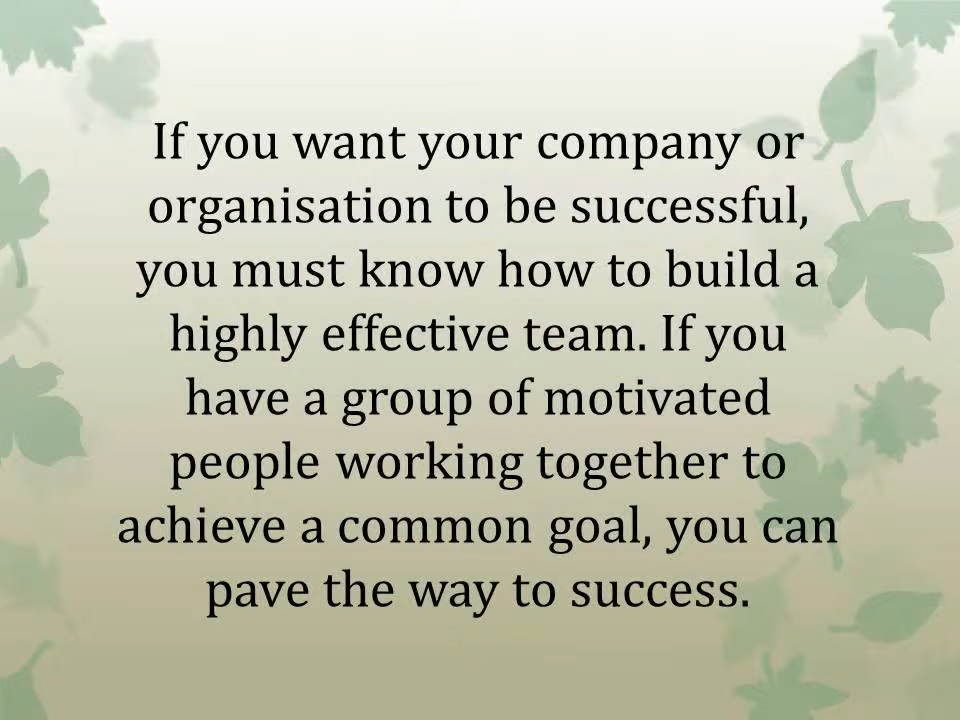 If you want your company or
organisation to be successful,
you must know how to build a
highly effective team. If you
have a group of motivated
people working together to
achieve a common goal, you can
pave the way to success.